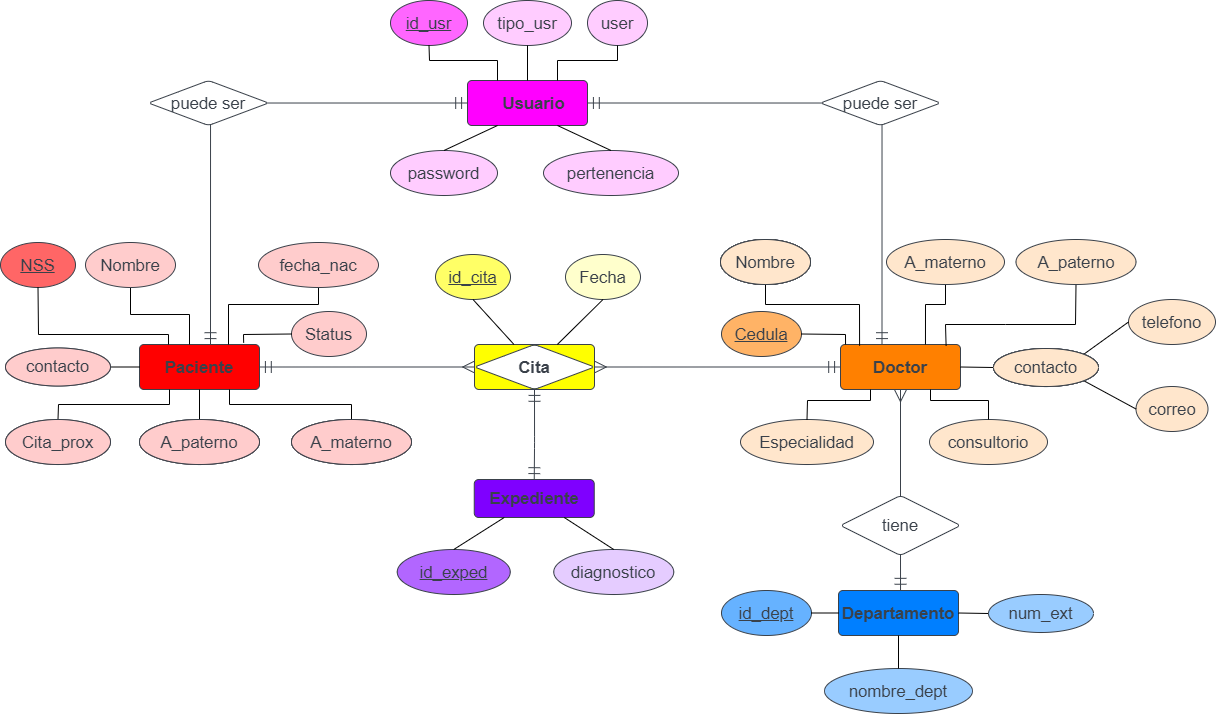 id_usr
tipo_usr
user
puede ser
Usuario
puede ser
password
pertenencia
NSS
Nombre
fecha_nac
id_cita
Fecha
Nombre
A_materno
A_paterno
Status
Cedula
telefono
contacto
Paciente
Cita
Doctor
contacto
correo
Cita_prox
A_paterno
A_materno
Especialidad
consultorio
Expediente
tiene
id_exped
diagnostico
id_dept
Departamento
num_ext
nombre_dept